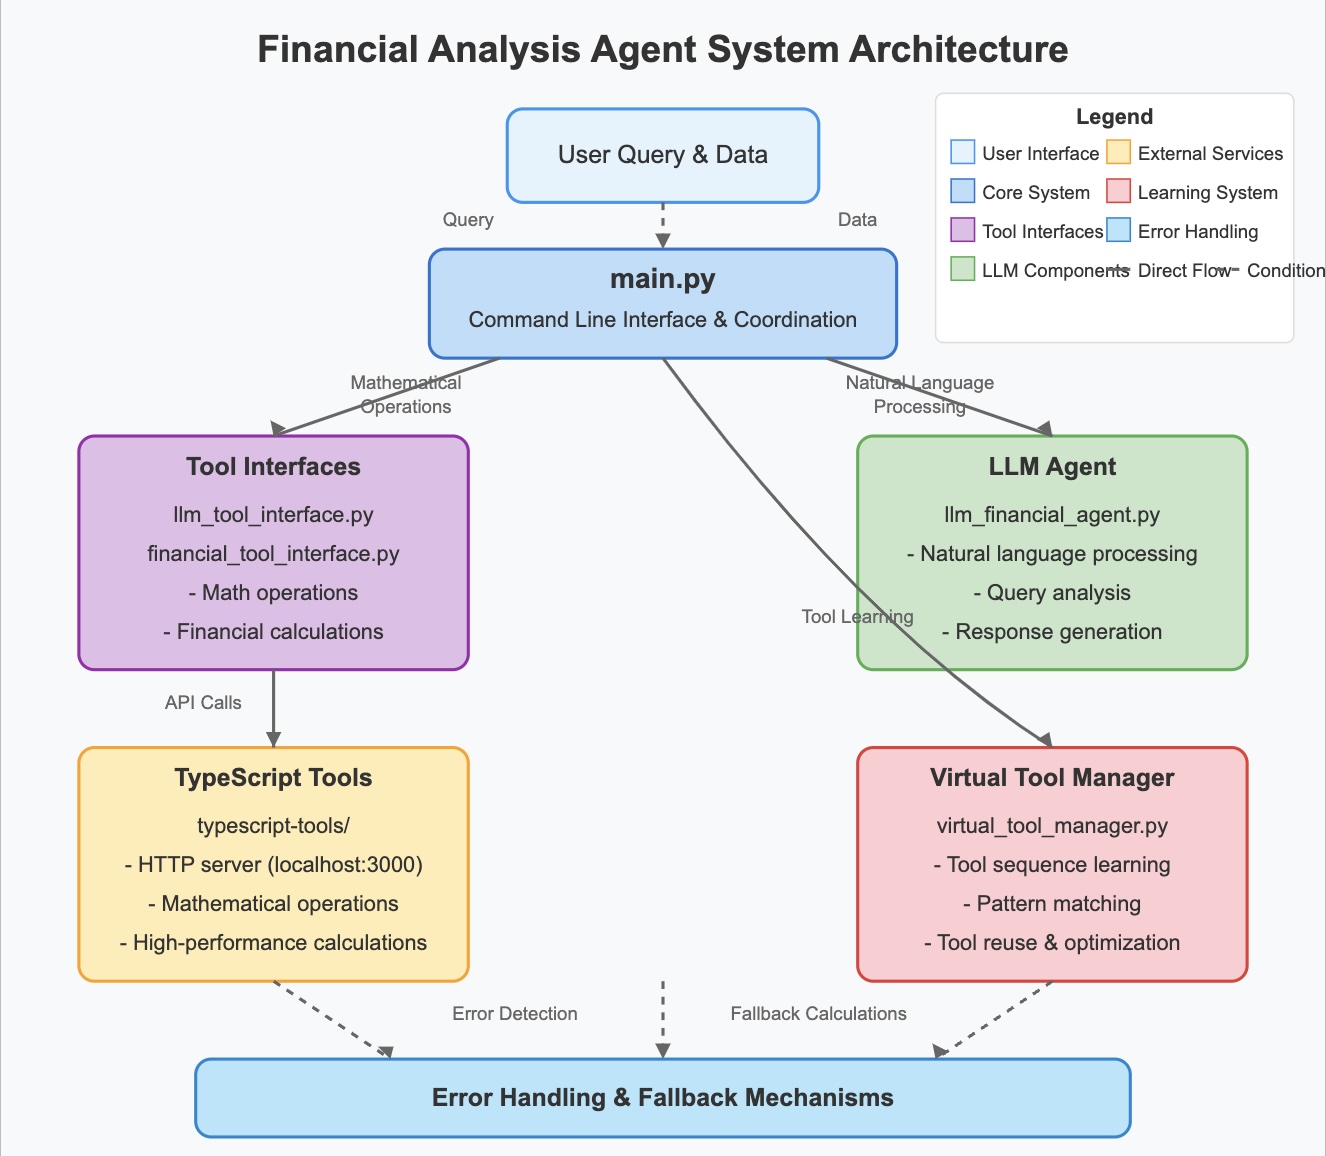 Financial Analysis Agent System Architecture
User Query & Data
Legend
User Interface
External Services
Core System
Learning System
Tool Interfaces
Error Handling
LLM Components
Direct Flow
Condition
Query
Data
main.py
Command Line Interface & Coordination
Mathematical
Operations
Natural Language
Processing
Tool Interfaces
llm_tool_interface.py
financial_tool_interface.py
- Math operations
- Financial calculations
LLM Agent
llm_financial_agent.py
- Natural language processing
- Query analysis
- Response generation
Tool Learning
API Calls
TypeScript Tools
typescript-tools/
- HTTP server (localhost:3000)
- Mathematical operations
- High-performance calculations
Virtual Tool Manager
virtual_tool_manager.py
- Tool sequence learning
- Pattern matching
- Tool reuse & optimization
Error Detection
Fallback Calculations
Error Handling & Fallback Mechanisms